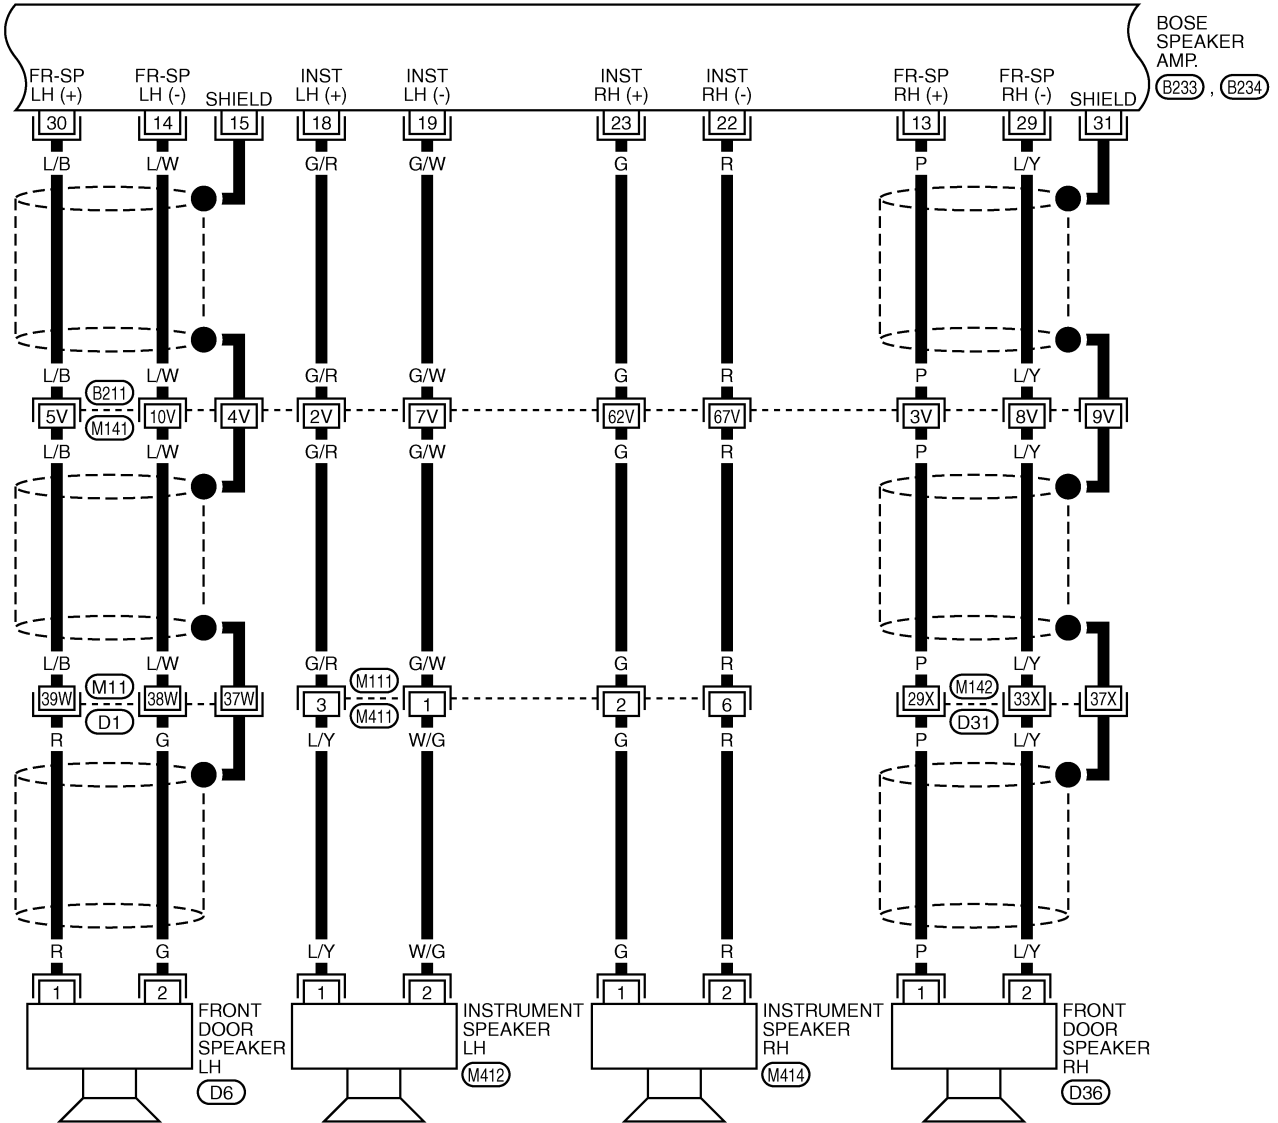 BOSE
SPEAKER
AMP.
B233 , B234
FR-SP FR-SP INST INST INST INST FR-SP FR-SP
LH (+) LH (-) SHIELD LH (+) LH (-) RH (+) RH (-) RH (+) RH (-) SHIELD
30 14 15 18 19 23 22 13 29 31
L/B L/W G/R G/W G R P L/Y
L/B L/W G/R G/W G R P L/Y
B211
5V 10V 4V 2V 7V 62V 67V 3V 8V 9V
M141
L/B L/W G/R G/W G R P L/Y
L/B L/W G/R G/W G R P L/Y
M11 M111 M142
39W 38W 37W 3 1 2 6 29X 33X 37X
D1 M411 D31
R G L/Y W/G G R P L/Y
R G L/Y W/G G R P L/Y
1 2 1 2 1 2 1 2
FRONT
DOOR
SPEAKER
LH
D6
INSTRUMENT
SPEAKER
LH
M412
INSTRUMENT
SPEAKER
RH
M414
FRONT
DOOR
SPEAKER
RH
D36